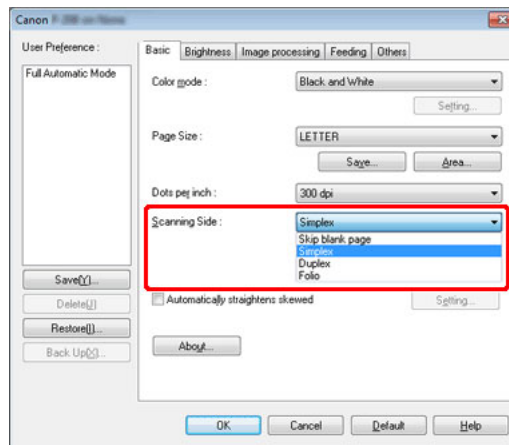 Canon
User Preference :
Full Automatic Mode
Save(Y)...
Delete(J)
Restore(I)...
Back Up(X)...
Basic Brightness Image processing Feeding Others
Color mode : Black and White
Setting...
Page Size : LETTER
Save... Area...
Dots per inch : 300 dpi
Scanning Side : Simplex
Skip blank page
Simplex
Duplex
Folio
Automatically straightens skewed Setting...
About...
OK Cancel Default Help